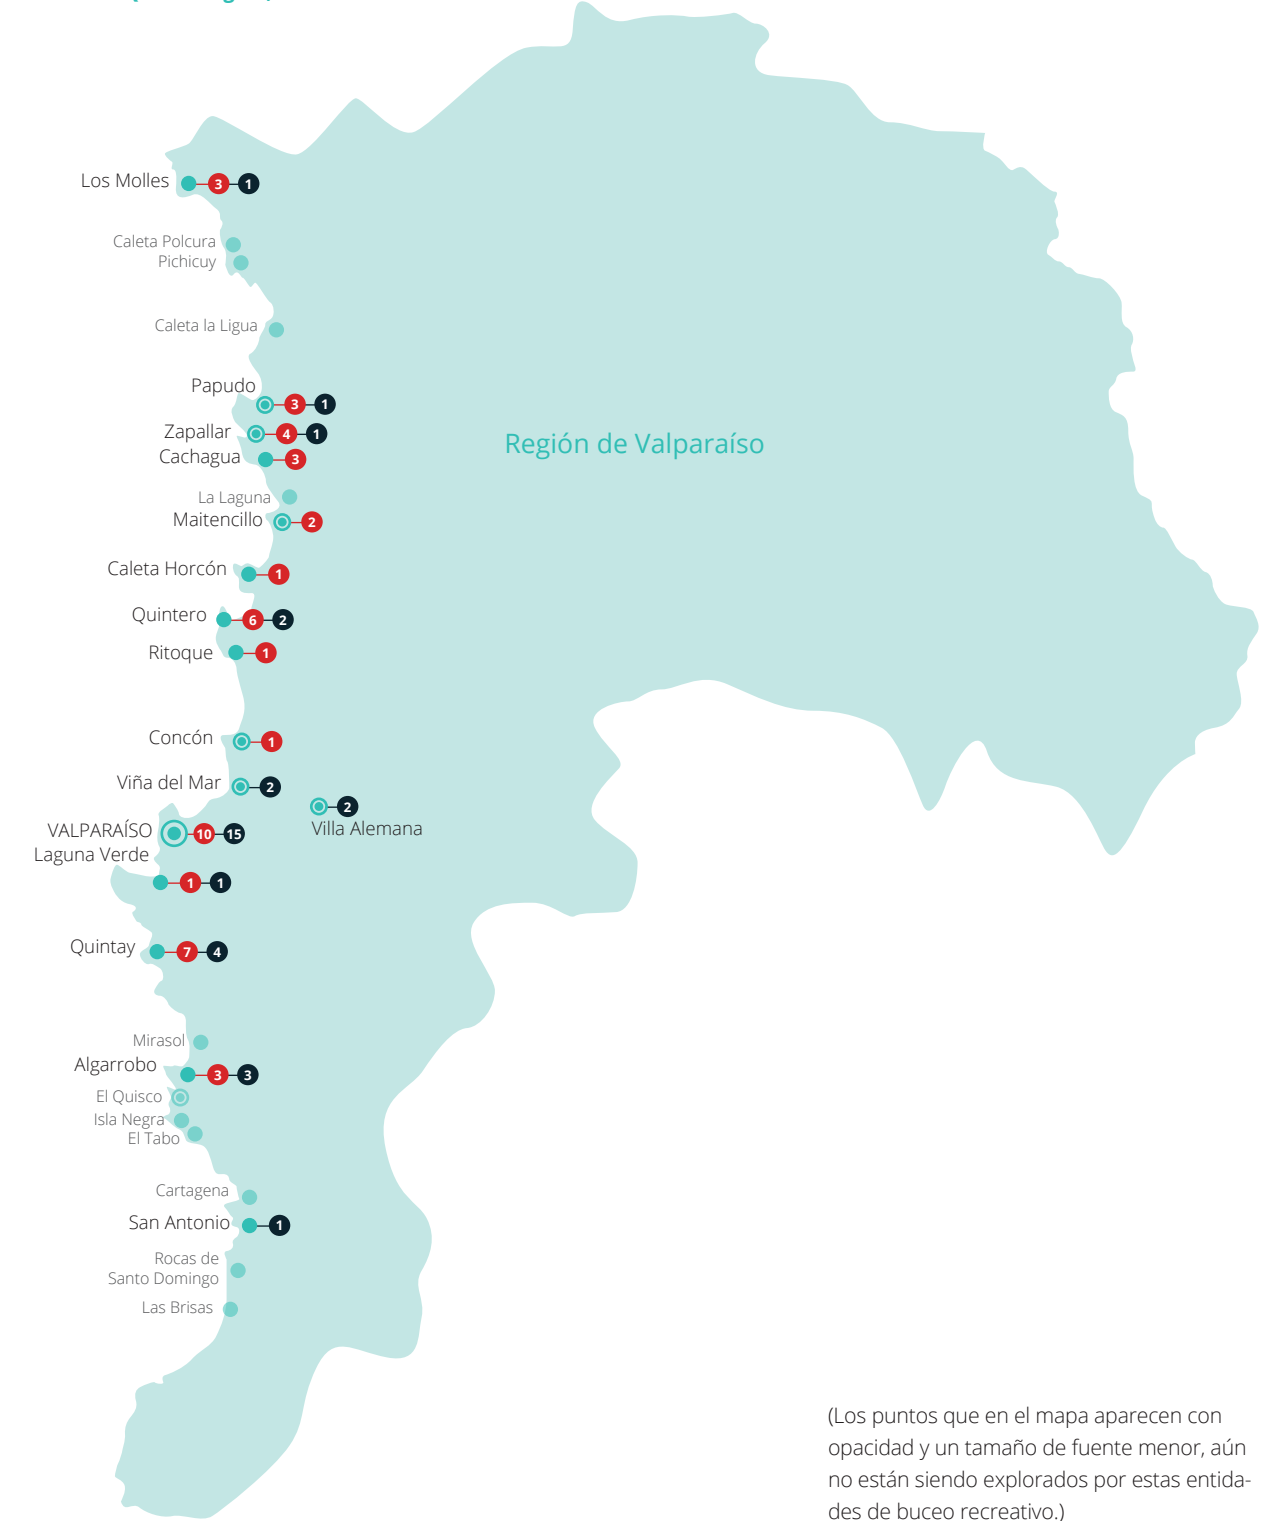 Los Molles 3 1
Caleta Polcura
Pichicuy
Caleta la Ligua
Papudo
3 1
Zapallar 4 1
Cachagua 3
Región de Valparaíso
La Laguna
Maitencillo 2
Caleta Horcón 1
Quintero 6 2
Ritoque 1
Concón 1
Viña del Mar 2
2
Villa Alemana
VALPARAÍSO 10 15
Laguna Verde
1 1
Quintay 7 4
Mirasol
Algarrobo 3 3
El Quisco
Isla Negra
El Tabo
Cartagena
San Antonio 1
Rocas de
Santo Domingo
Las Brisas
(Los puntos que en el mapa aparecen con
opacidad y un tamaño de fuente menor, aún
no están siendo explorados por estas entida-
des de buceo recreativo.)